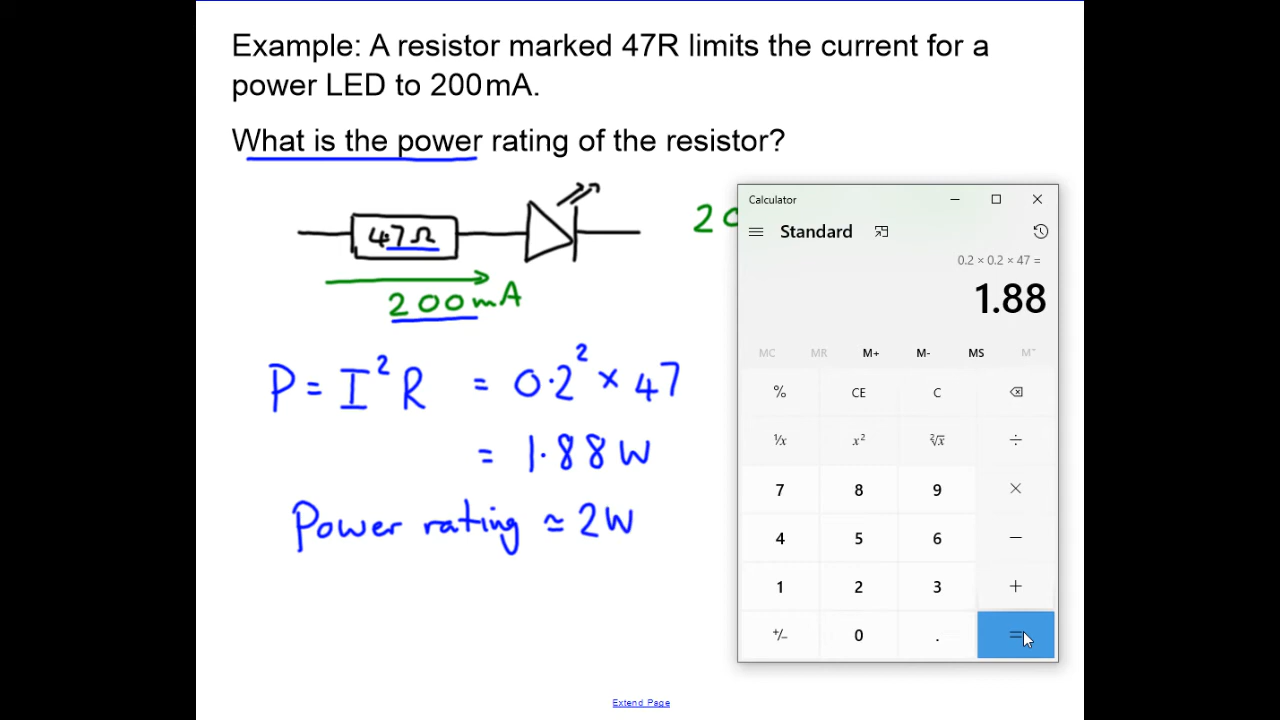 Example: A resistor marked 47R limits the current for a
power LED to 200mA.
What is the power rating of the resistor?
47Ω
200mA
P = I² R = 0.2² × 47
= 1.88W
Power rating ≃ 2W
20
Calculator
Standard
0.2 × 0.2 × 47 =
1.88
MC MR M+ M- MS M˅
% CE C ⌫
¹/x x² ²√x ÷
7 8 9 ×
4 5 6 −
1 2 3 +
+/− 0 . =
Extend Page